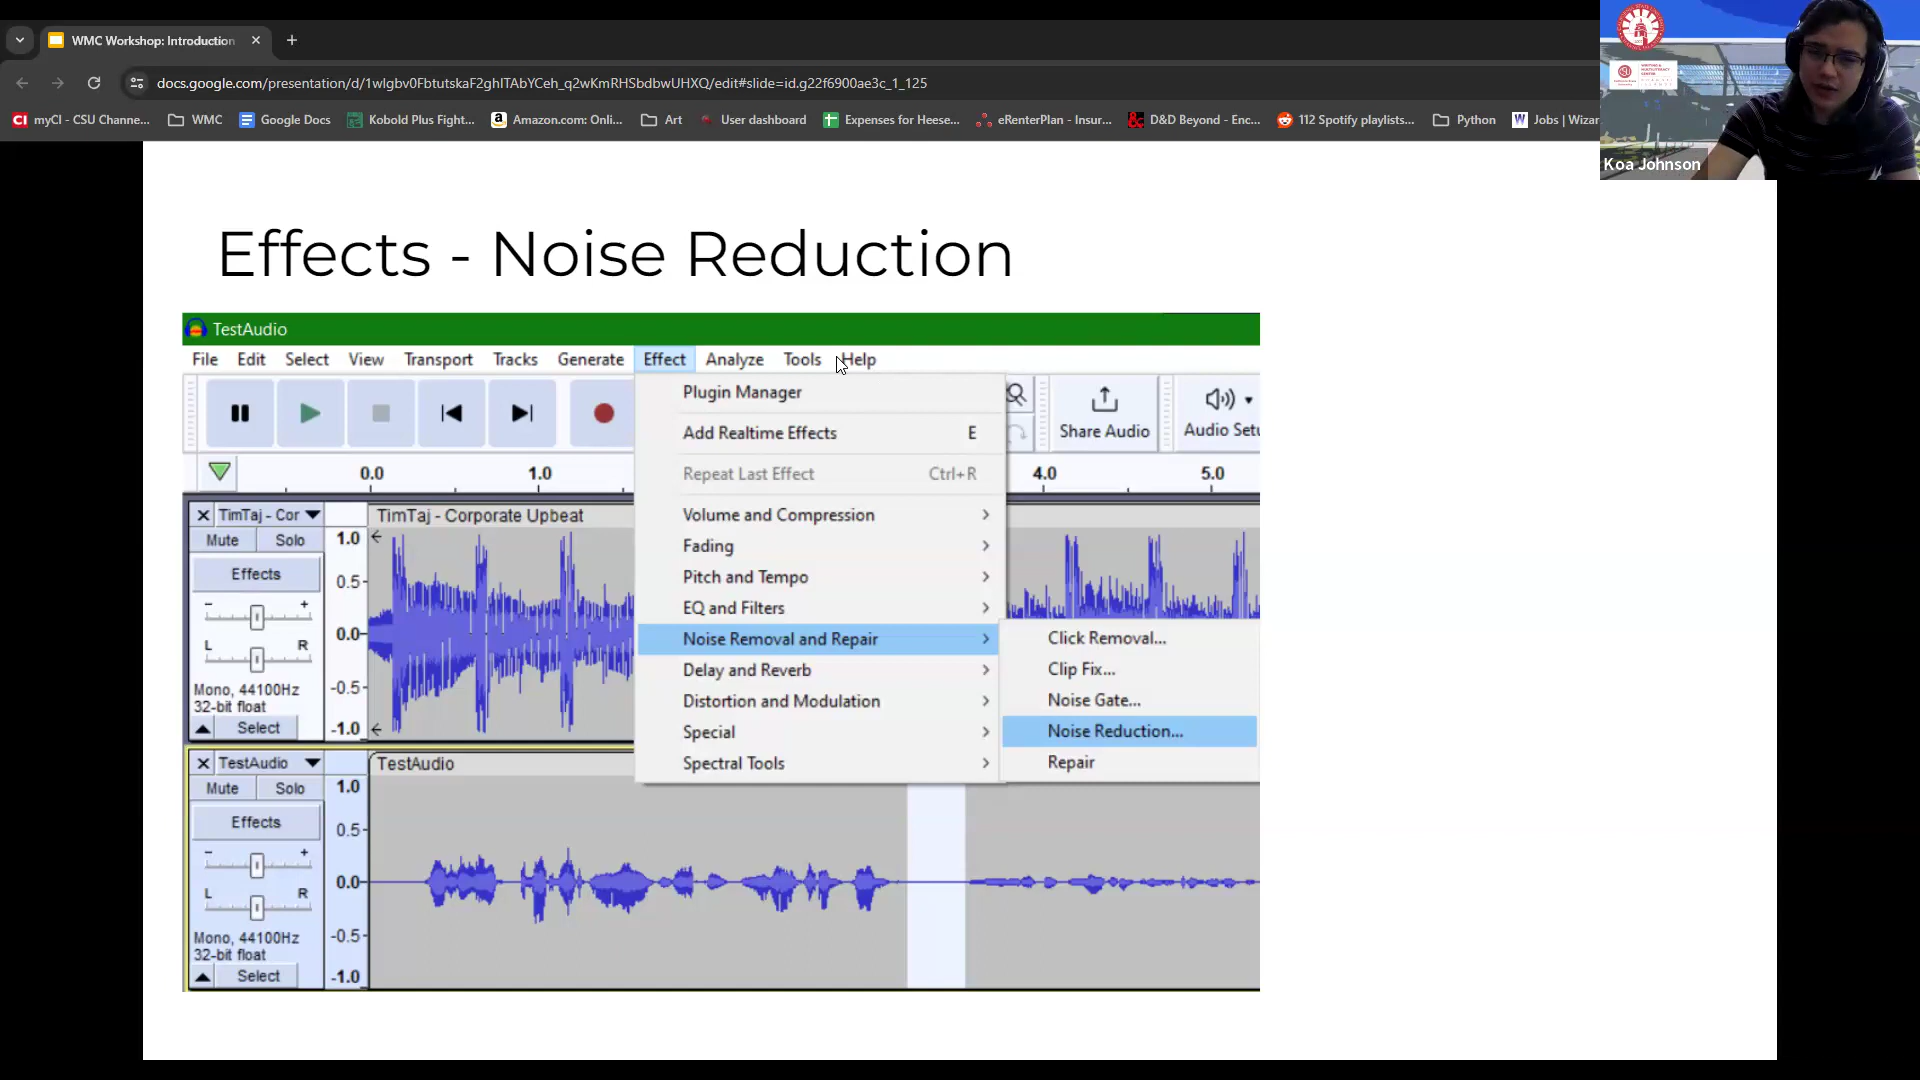 WMC Workshop: Introduction
docs.google.com/presentation/d/1wlgbv0FbtutskaF2ghlTAbYCeh_q2wKmRHSbdbwUHXQ/edit#slide=id.g22f6900ae3c_1_125
myCI - CSU Channe... WMC Google Docs Kobold Plus Fight... Amazon.com: Onli... Art User dashboard Expenses for Heese... eRenterPlan - Insur... D&D Beyond - Enc... 112 Spotify playlists... Python Jobs | Wizar
Koa Johnson
Effects - Noise Reduction
TestAudio
File Edit Select View Transport Tracks Generate Effect Analyze Tools Help
Plugin Manager
Add Realtime Effects E
Repeat Last Effect Ctrl+R
Volume and Compression
Fading
Pitch and Tempo
EQ and Filters
Noise Removal and Repair
Delay and Reverb
Distortion and Modulation
Special
Spectral Tools
Click Removal...
Clip Fix...
Noise Gate...
Noise Reduction...
Repair
Share Audio Audio Setu
0.0 1.0 4.0 5.0
TimTaj - Cor TimTaj - Corporate Upbeat
Mute Solo 1.0
Effects 0.5
- +
L R 0.0
Mono, 44100Hz -0.5
32-bit float
Select -1.0
TestAudio TestAudio
Mute Solo 1.0
Effects 0.5
- +
L R 0.0
Mono, 44100Hz -0.5
32-bit float
Select -1.0